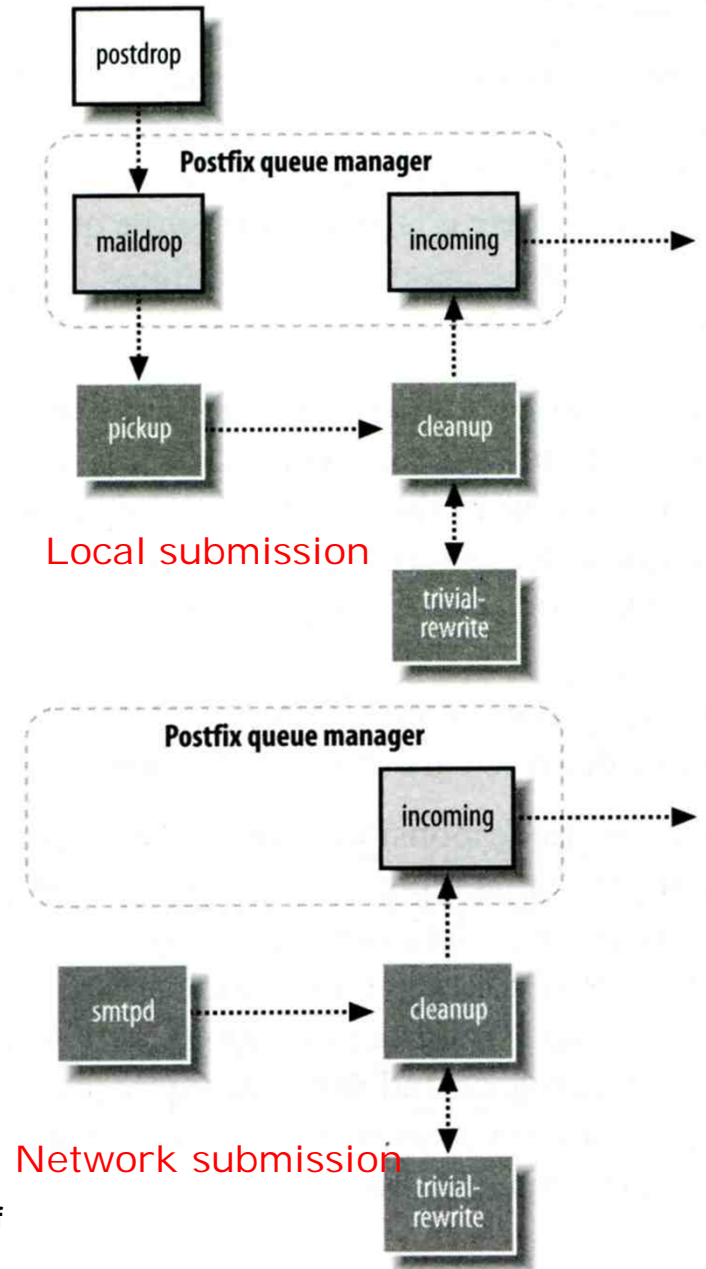 postdrop
Postfix queue manager
maildrop
incoming
pickup
cleanup
Local submission
trivial-
rewrite
Postfix queue manager
incoming
smtpd
cleanup
Network submission
trivial-
rewrite